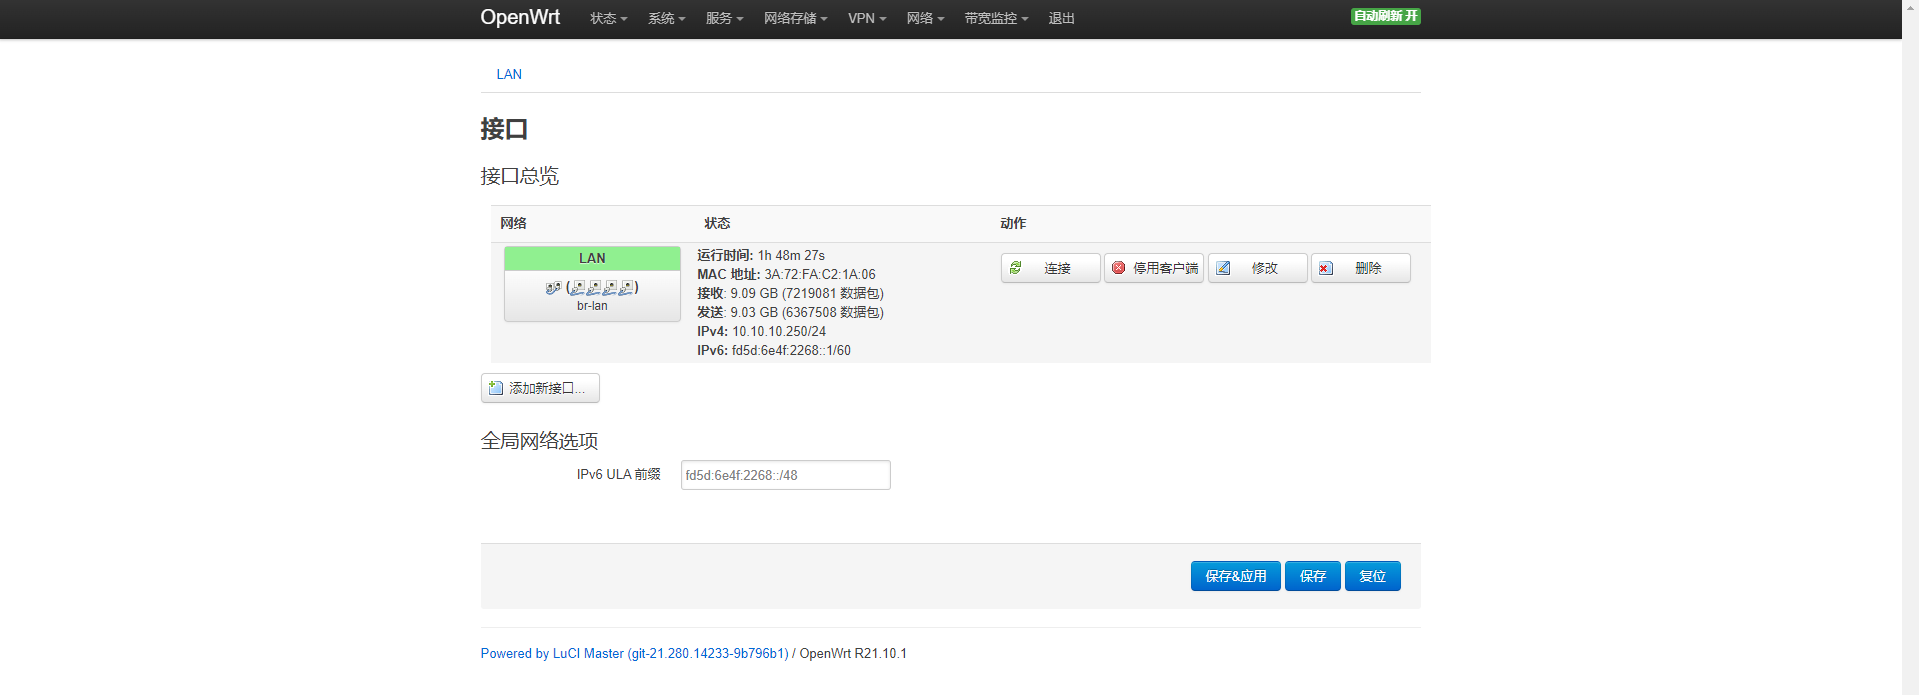 OpenWrt 状态 系统 服务 网络存储 VPN 网络 带宽监控 退出 自动刷新 开
LAN
接口
接口总览
网络 状态 动作
LAN
( )
br-lan
运行时间: 1h 48m 27s
MAC 地址: 3A:72:FA:C2:1A:06
接收: 9.09 GB (7219081 数据包)
发送: 9.03 GB (6367508 数据包)
IPv4: 10.10.10.250/24
IPv6: fd5d:6e4f:2268::1/60
连接 停用客户端 修改 删除
添加新接口...
全局网络选项
IPv6 ULA 前缀 fd5d:6e4f:2268::/48
保存&应用 保存 复位
Powered by LuCI Master (git-21.280.14233-9b796b1) / OpenWrt R21.10.1